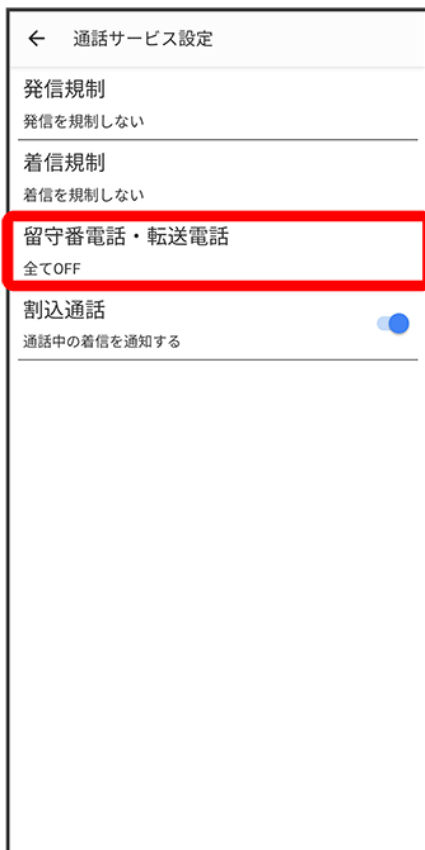 通話サービス設定
発信規制
発信を規制しない
着信規制
着信を規制しない
留守番電話・転送電話
全てOFF
割込通話
通話中の着信を通知する